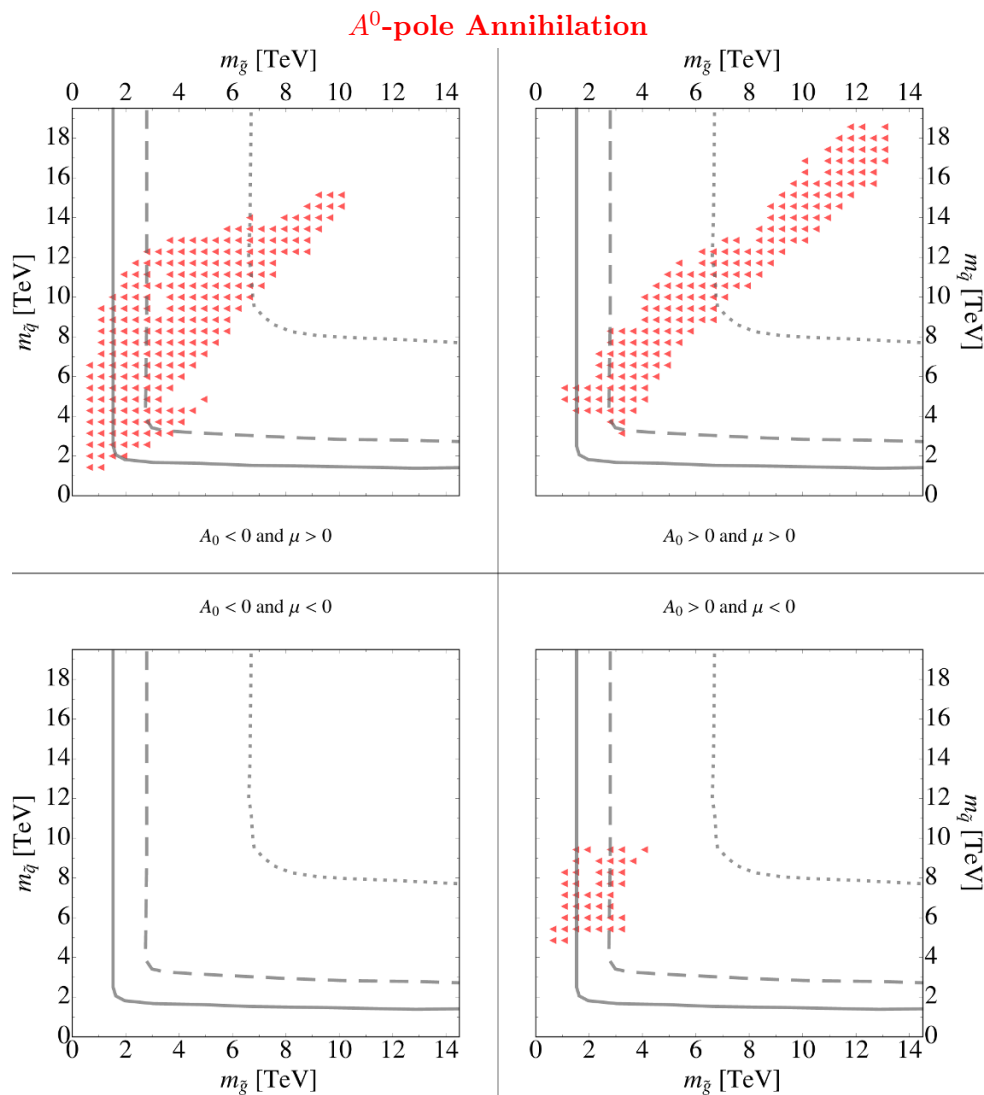 A⁰-pole Annihilation
m_g̃ [TeV]
m_g̃ [TeV]
0 2 4 6 8 10 12 14
0 2 4 6 8 10 12 14
18
16
14
12
10
8
6
4
2
0
m_q̃ [TeV]
18
16
14
12
10
8
6
4
2
0
m_q̃ [TeV]
A₀ < 0 and μ > 0
A₀ > 0 and μ > 0
A₀ < 0 and μ < 0
A₀ > 0 and μ < 0
18
16
14
12
10
8
6
4
2
0
m_q̃ [TeV]
18
16
14
12
10
8
6
4
2
0
m_q̃ [TeV]
0 2 4 6 8 10 12 14
0 2 4 6 8 10 12 14
m_g̃ [TeV]
m_g̃ [TeV]